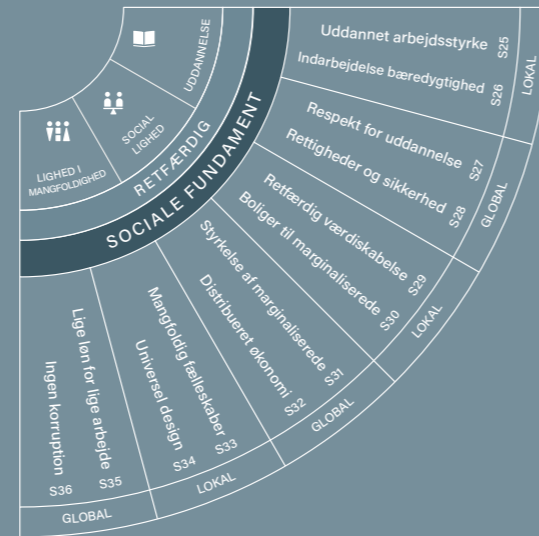 UDDANNELSE
SOCIAL
LIGHED
LIGHED I
MANGFOLDIGHED
RETFÆRDIG
SOCIALE FUNDAMENT
Uddannet arbejdsstyrke S25
Indarbejdelse bæredygtighed S26
LOKAL
Respekt for uddannelse S27
Rettigheder og sikkerhed S28
GLOBAL
Retfærdig værdiskabelse S29
Boliger til marginaliserede S30
LOKAL
Styrkelse af marginaliserede S31
Distribueret økonomi S32
GLOBAL
Mangfoldig fælleskaber S33
Universel design S34
LOKAL
Lige løn for lige arbejde S35
Ingen korruption S36
GLOBAL